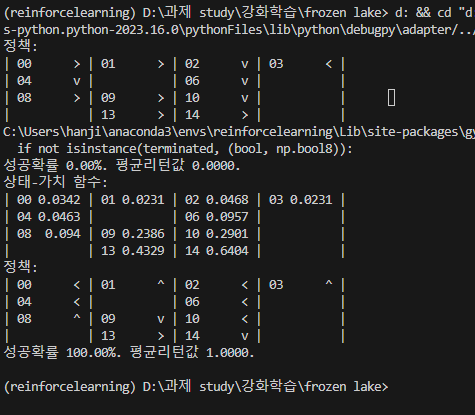 (reinforcelearning) D:\과제 study\강화학습\frozen lake> d: && cd "d
s-python.python-2023.16.0\pythonFiles\lib\python\debugpy\adapter/../
정책:
| 00 > | 01 > | 02 v | 03 < |
| 04 v | | 06 v | |
| 08 > | 09 > | 10 v | |
| | 13 > | 14 > | |
C:\Users\hanji\anaconda3\envs\reinforcelearning\Lib\site-packages\gy
if not isinstance(terminated, (bool, np.bool8)):
성공확률 0.00%. 평균리턴값 0.0000.
상태-가치 함수:
| 00 0.0342 | 01 0.0231 | 02 0.0468 | 03 0.0231 |
| 04 0.0463 | | 06 0.0957 | |
| 08 0.094 | 09 0.2386 | 10 0.2901 | |
| | 13 0.4329 | 14 0.6404 | |
정책:
| 00 < | 01 ^ | 02 < | 03 ^ |
| 04 < | | 06 < | |
| 08 ^ | 09 v | 10 < | |
| | 13 > | 14 v | |
성공확률 100.00%. 평균리턴값 1.0000.
(reinforcelearning) D:\과제 study\강화학습\frozen lake>